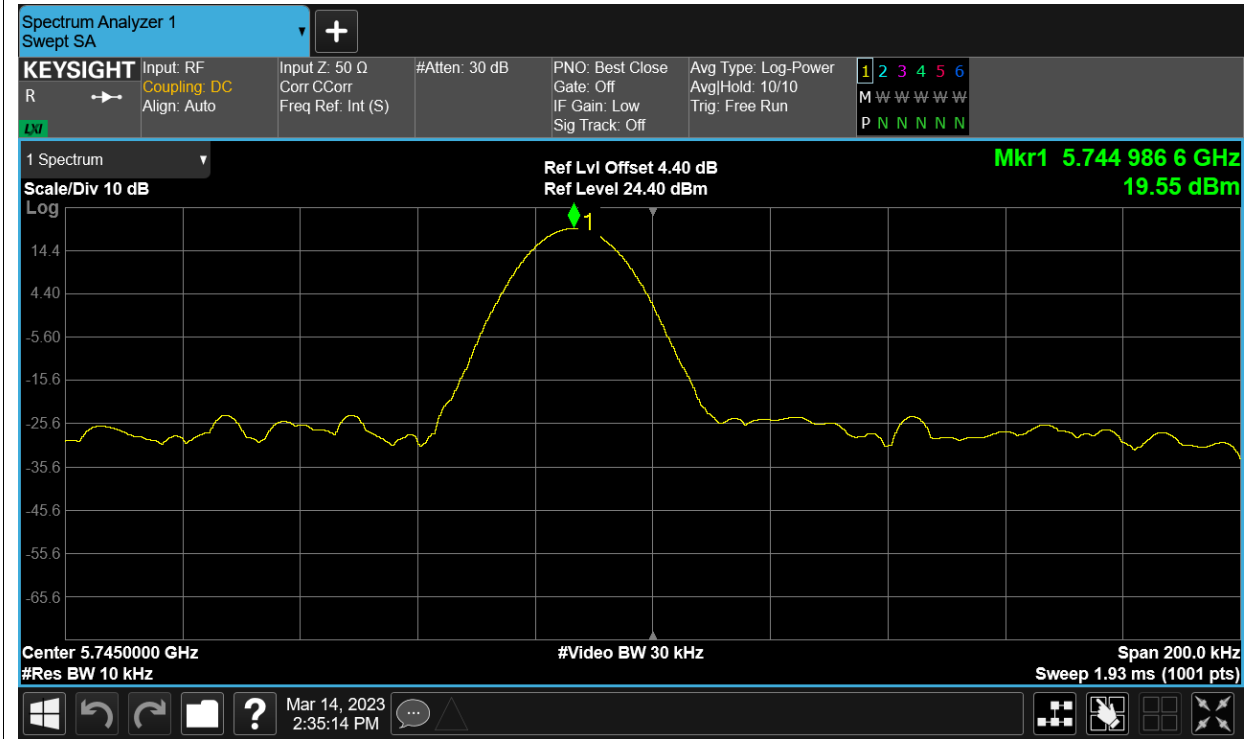 Spectrum Analyzer 1
Swept SA
KEYSIGHT
R
LXI
Input: RF
Coupling: DC
Align: Auto
Input Z: 50 Ω
Corr CCorr
Freq Ref: Int (S)
#Atten: 30 dB
PNO: Best Close
Gate: Off
IF Gain: Low
Sig Track: Off
Avg Type: Log-Power
Avg|Hold: 10/10
Trig: Free Run
1 2 3 4 5 6
M W W W W W W
P N N N N N N
1 Spectrum
Scale/Div 10 dB
Log
Ref Lvl Offset 4.40 dB
Ref Level 24.40 dBm
Mkr1 5.744 986 6 GHz
19.55 dBm
1
14.4
4.40
-5.60
-15.6
-25.6
-35.6
-45.6
-55.6
-65.6
Center 5.7450000 GHz
#Res BW 10 kHz
#Video BW 30 kHz
Span 200.0 kHz
Sweep 1.93 ms (1001 pts)
?
Mar 14, 2023
2:35:14 PM